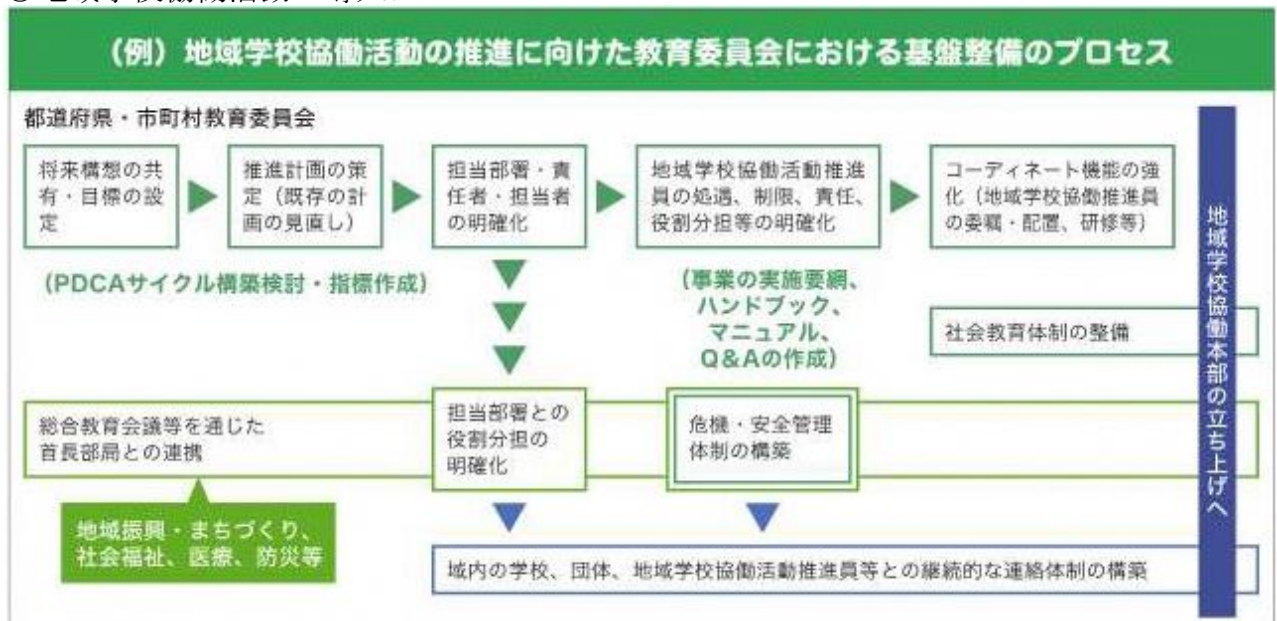 (例)地域学校協働活動の推進に向けた教育委員会における基盤整備のプロセス
都道府県・市町村教育委員会
将来構想の共
有・目標の設
定
推進計画の策
定(既存の計
画の見直し)
担当部署・責
任者・担当者
の明確化
地域学校協働活動推進
員の処遇、制限、責任、
役割分担等の明確化
コーディネート機能の強
化(地域学校協働推進員
の委嘱・配置、研修等)
(PDCAサイクル構築検討・指標作成)
(事業の実施要綱、
ハンドブック、
マニュアル、
Q&Aの作成)
社会教育体制の整備
総合教育会議等を通じた
首長部局との連携
担当部署との
役割分担の
明確化
危機・安全管理
体制の構築
地域振興・まちづくり、
社会福祉、医療、防災等
域内の学校、団体、地域学校協働活動推進員等との継続的な連絡体制の構築
地域学校協働本部の立ち上げへ